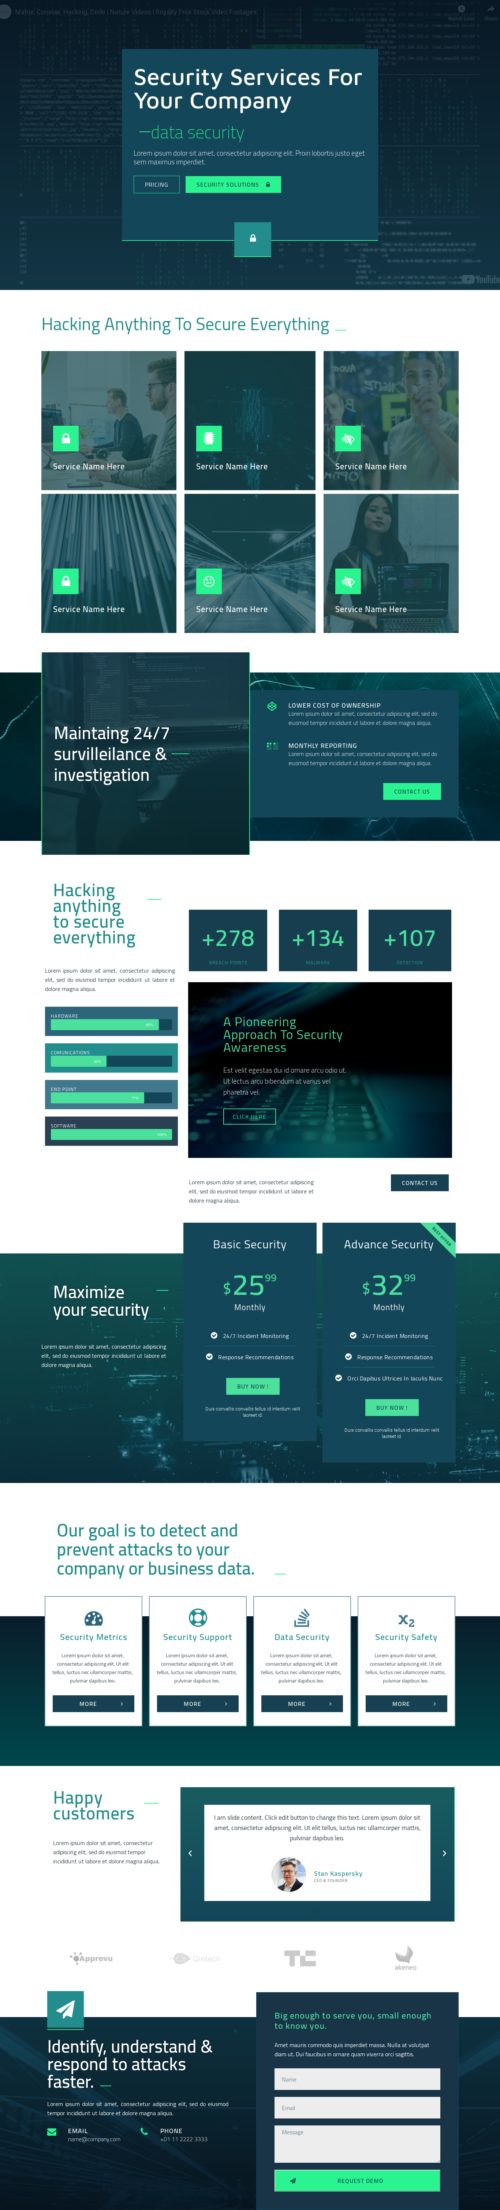 Matrix, Console, Hacking, Code | Nature Videos | Royalty Free Stock Video Footages
Watch Later
Share
Security Services For
Your Company
data security
Lorem ipsum dolor sit amet, consectetur adipiscing elit. Proin lobortis justo eget
sem maximus imperdiet.
PRICING
SECURITY SOLUTIONS
YouTube
Hacking Anything To Secure Everything
Service Name Here
Service Name Here
Service Name Here
Service Name Here
Service Name Here
Service Name Here
Maintaing 24/7
survilleilance &
investigation
LOWER COST OF OWNERSHIP
Lorem ipsum dolor sit amet, consectetur adipiscing elit, sed do
eiusmod tempor incididunt ut labore et dolore magna aliqua.
MONTHLY REPORTING
Lorem ipsum dolor sit amet, consectetur adipiscing elit, sed do
eiusmod tempor incididunt ut labore et dolore magna aliqua.
CONTACT US
Hacking
anything
to secure
everything
Lorem ipsum dolor sit amet, consectetur adipiscing
elit, sed do eiusmod tempor incididunt ut labore et
dolore magna aliqua.
HARDWARE
COMUNICATIONS
END POINT
SOFTWARE
+278
BREACH POINTS
+134
MALWARE
+107
DETECTION
A Pioneering
Approach To Security
Awareness
Est velit egestas dui id ornare arcu odio ut.
Ut lectus arcu bibendum at varius vel
pharetra vel.
CLICK HERE
Lorem ipsum dolor sit amet, consectetur adipiscing
elit, sed do eiusmod tempor incididunt ut labore et
dolore magna aliqua.
CONTACT US
Maximize
your security
Lorem ipsum dolor sit amet, consectetur adipiscing elit, sed do
eiusmod tempor incididunt ut labore et
dolore magna aliqua.
Basic Security
$25.99
Monthly
24/7 Incident Monitoring
Response Recommendations
BUY NOW !
Duis convallis convallis tellus id interdum velit
laoreet id
BEST OFFER
Advance Security
$32.99
Monthly
24/7 Incident Monitoring
Response Recommendations
Orci Dapibus Ultrices In Iaculis Nunc
BUY NOW !
Duis convallis convallis tellus id interdum velit
laoreet id
Our goal is to detect and
prevent attacks to your
company or business data.
Security Metrics
Lorem ipsum dolor sit amet,
consectetur adipiscing elit. Ut elit
tellus, luctus nec ullamcorper mattis,
pulvinar dapibus leo.
MORE
Security Support
Lorem ipsum dolor sit amet,
consectetur adipiscing elit. Ut elit
tellus, luctus nec ullamcorper mattis,
pulvinar dapibus leo.
MORE
Data Security
Lorem ipsum dolor sit amet,
consectetur adipiscing elit. Ut elit
tellus, luctus nec ullamcorper mattis,
pulvinar dapibus leo.
MORE
Security Safety
Lorem ipsum dolor sit amet,
consectetur adipiscing elit. Ut elit
tellus, luctus nec ullamcorper mattis,
pulvinar dapibus leo.
MORE
Happy
customers
Lorem ipsum dolor sit amet, consectetur
adipiscing elit, sed do eiusmod tempor
incididunt ut labore et dolore magna aliqua.
I am slide content. Click edit button to change this text. Lorem ipsum dolor sit
amet, consectetur adipiscing elit. Ut elit tellus, luctus nec ullamcorper mattis,
pulvinar dapibus leo.
Stan Kaspersky
CEO & FOUNDER
Approvu
TC
akeneo
Identify, understand &
respond to attacks
faster.
Lorem ipsum dolor sit amet, consectetur adipiscing elit, sed do
eiusmod tempor incididunt ut labore et dolore magna aliqua.
EMAIL
name@company.com
PHONE
+01 11 2222 3333
Big enough to serve you, small enough
to know you.
Amet mauris commodo quis imperdiet massa. Nulla at volutpat
diam ut. Dui faucibus in ornare quam viverra orci sagittis.
Name
Email
Message
REQUEST DEMO